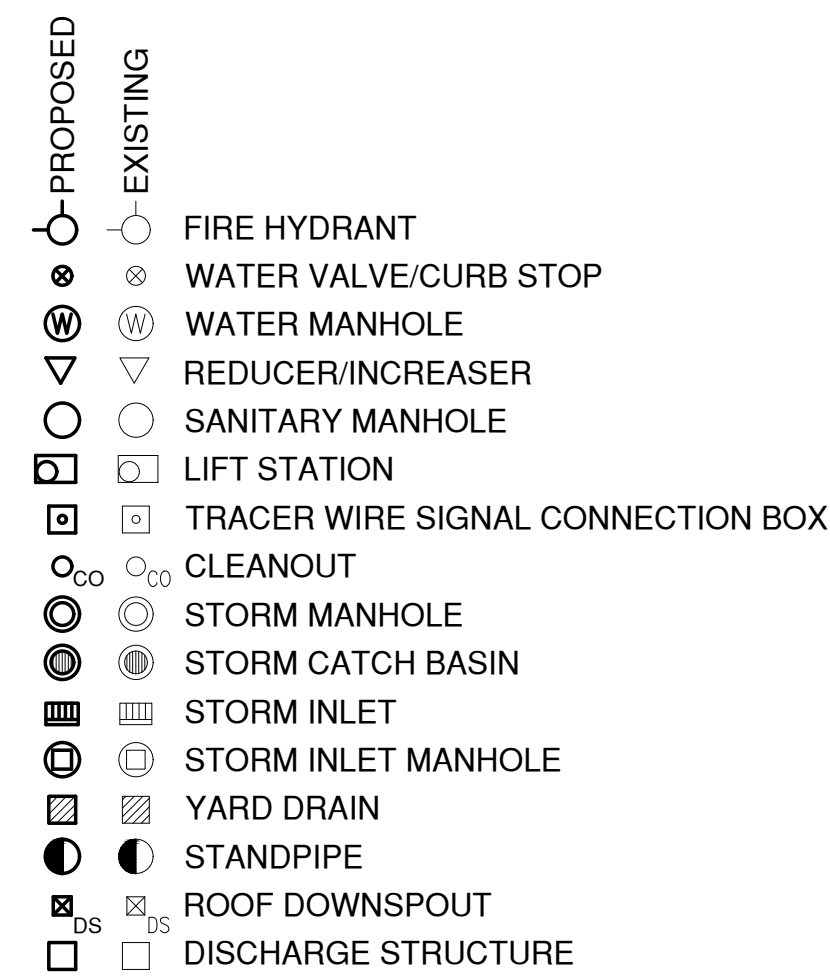 PROPOSED
EXISTING
FIRE HYDRANT
WATER VALVE/CURB STOP
W W WATER MANHOLE
REDUCER/INCREASER
SANITARY MANHOLE
LIFT STATION
TRACER WIRE SIGNAL CONNECTION BOX
CO CO CLEANOUT
STORM MANHOLE
STORM CATCH BASIN
STORM INLET
STORM INLET MANHOLE
YARD DRAIN
STANDPIPE
DS DS ROOF DOWNSPOUT
DISCHARGE STRUCTURE